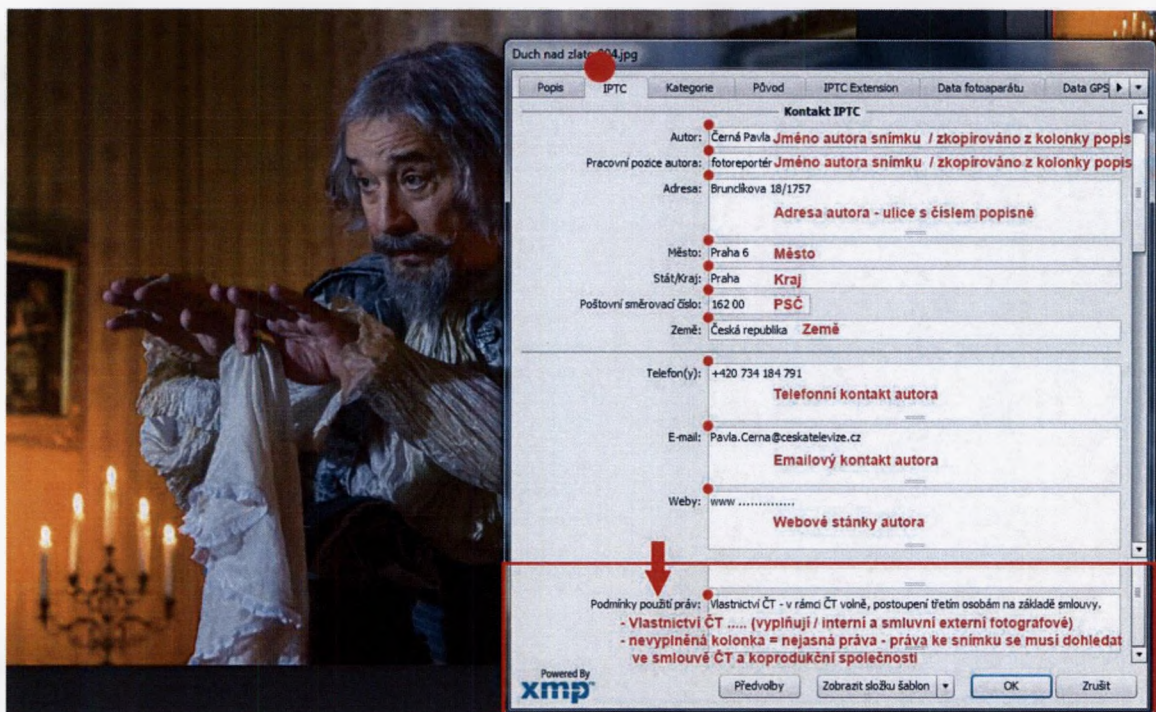 Duch nad zlato 004.jpg
Popis IPTC Kategorie Původ IPTC Extension Data fotoaparátu Data GPS
Kontakt IPTC
Autor: Černá Pavla Jméno autora snímku / zkopírováno z kolonky popis
Pracovní pozice autora: fotoreportér Jméno autora snímku / zkopírováno z kolonky popis
Adresa: Brunclíkova 18/1757
Adresa autora - ulice s číslem popisné
Město: Praha 6 Město
Stát/Kraj: Praha Kraj
Poštovní směrovací číslo: 162 00 PSČ
Země: Česká republika Země
Telefon(y): +420 734 184 791
Telefonní kontakt autora
E-mail: Pavla.Cerna@ceskatelevize.cz
Emailový kontakt autora
Weby: www ..............
Webové stánky autora
Podmínky použití práv: Vlastnictví ČT - v rámci ČT volně, postoupení třetím osobám na základě smlouvy.
- Vlastnictví ČT ..... (vyplňují / interní a smluvní externí fotografové)
- nevyplněná kolonka = nejasná práva - práva ke snímku se musí dohledat
ve smlouvě ČT a koprodukční společností
Powered By
xmp
Předvolby Zobrazit složku šablon OK Zrušit